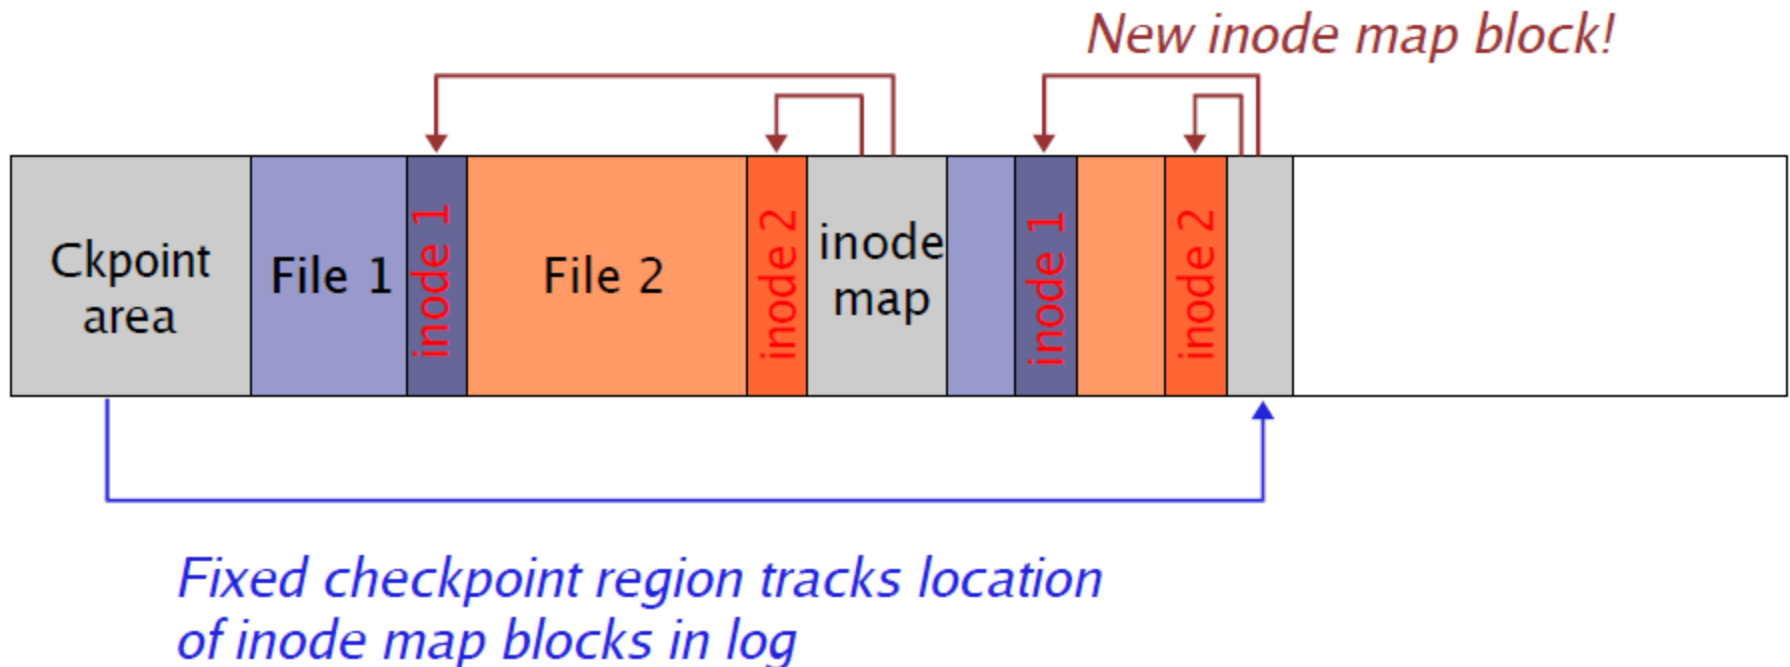 New inode map block!
Ckpoint
area
File 1
inode 1
File 2
inode 2
inode
map
inode 1
inode 2
Fixed checkpoint region tracks location
of inode map blocks in log